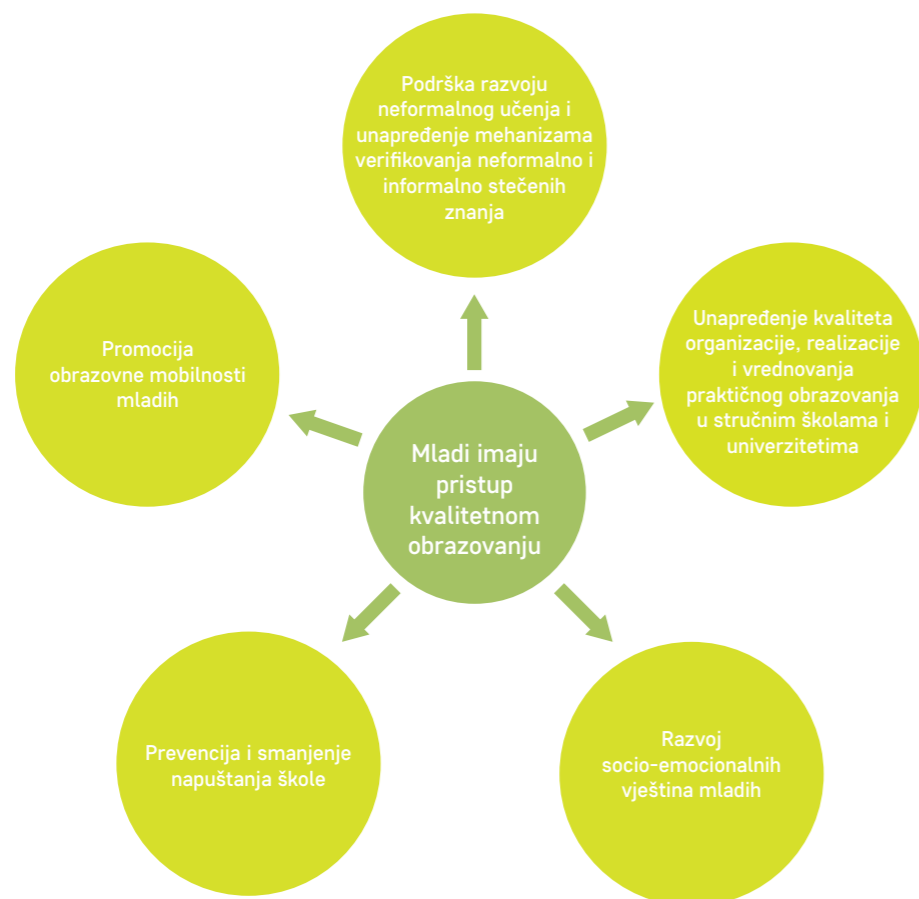 Podrška razvoju
neformalnog učenja i
unapređenje mehanizama
verifikovanja neformalno i
informalno stečenih
znanja
Promocija
obrazovne mobilnosti
mladih
Unapređenje kvaliteta
organizacije, realizacije
i vrednovanja
praktičnog obrazovanja
u stručnim školama i
univerzitetima
Mladi imaju
pristup
kvalitetnom
obrazovanju
Prevencija i smanjenje
napuštanja škole
Razvoj
socio-emocionalnih
vještina mladih